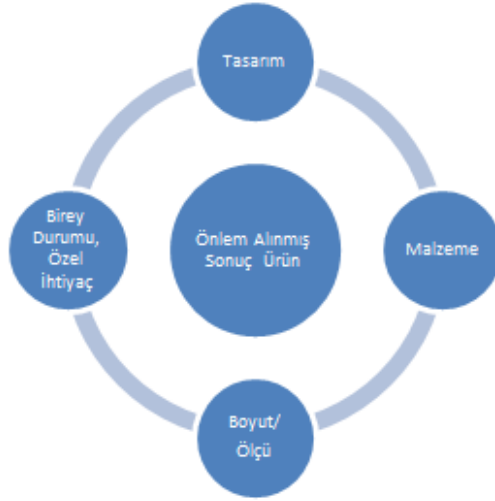 Tasarım
Birey
Durumu,
Özel
İhtiyaç
Önlem Alınmış
Sonuç Ürün
Malzeme
Boyut/
Ölçü